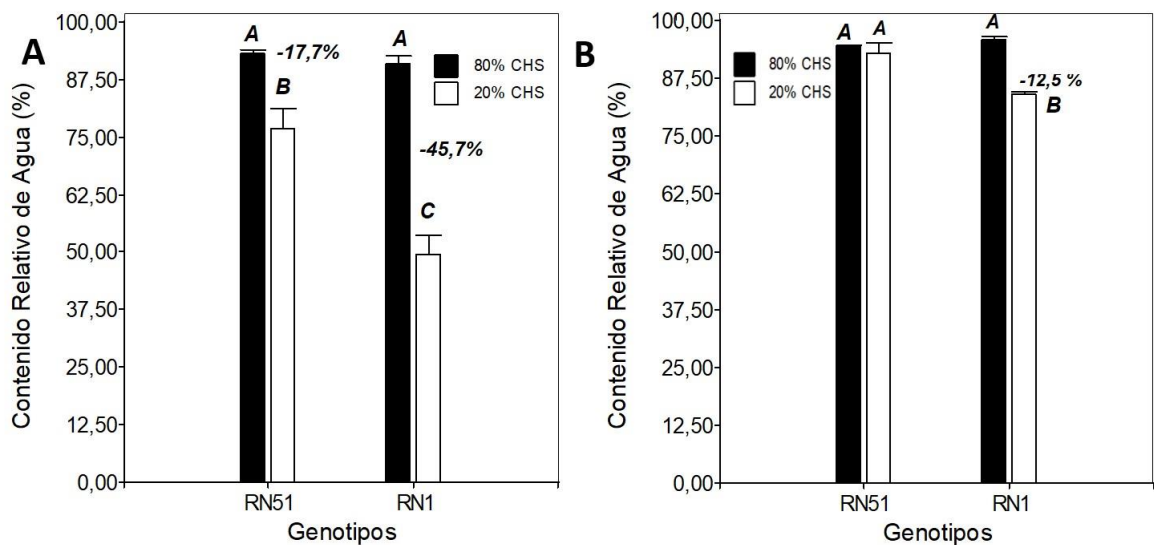 A
100,00
87,50
75,00
62,50
50,00
37,50
25,00
12,50
0,00
Contenido Relativo de Agua (%)
A
-17,7%
B
A
-45,7%
C
80% CHS
20% CHS
RN51
RN1
Genotipos
B
100,00
87,50
75,00
62,50
50,00
37,50
25,00
12,50
0,00
Contenido Relativo de Agua (%)
80% CHS
20% CHS
A
A
A
-12,5 %
B
RN51
RN1
Genotipos